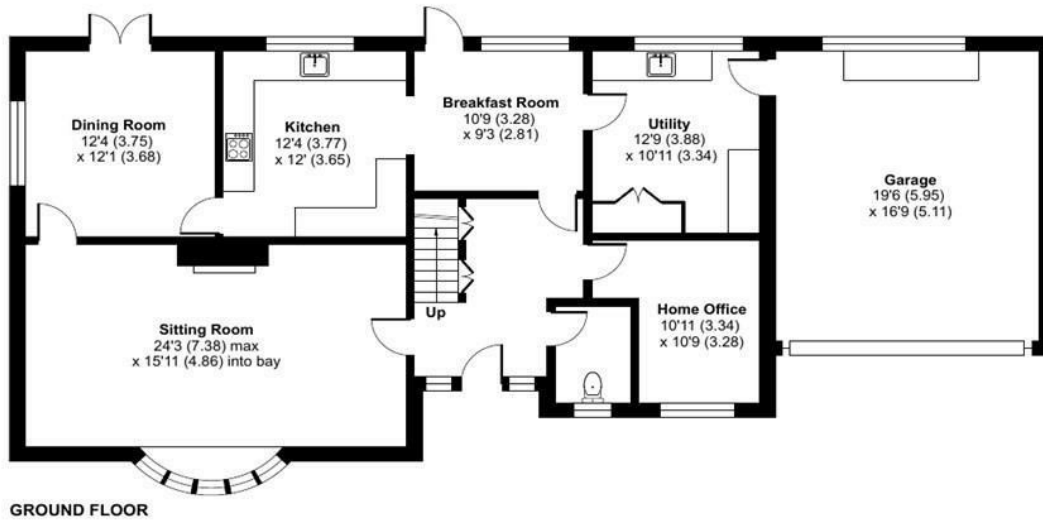 Dining Room
12'4 (3.75)
x 12'1 (3.68)
Kitchen
12'4 (3.77)
x 12' (3.65)
Breakfast Room
10'9 (3.28)
x 9'3 (2.81)
Utility
12'9 (3.88)
x 10'11 (3.34)
Garage
19'6 (5.95)
x 16'9 (5.11)
Sitting Room
24'3 (7.38) max
x 15'11 (4.86) into bay
Up
Home Office
10'11 (3.34)
x 10'9 (3.28)
GROUND FLOOR